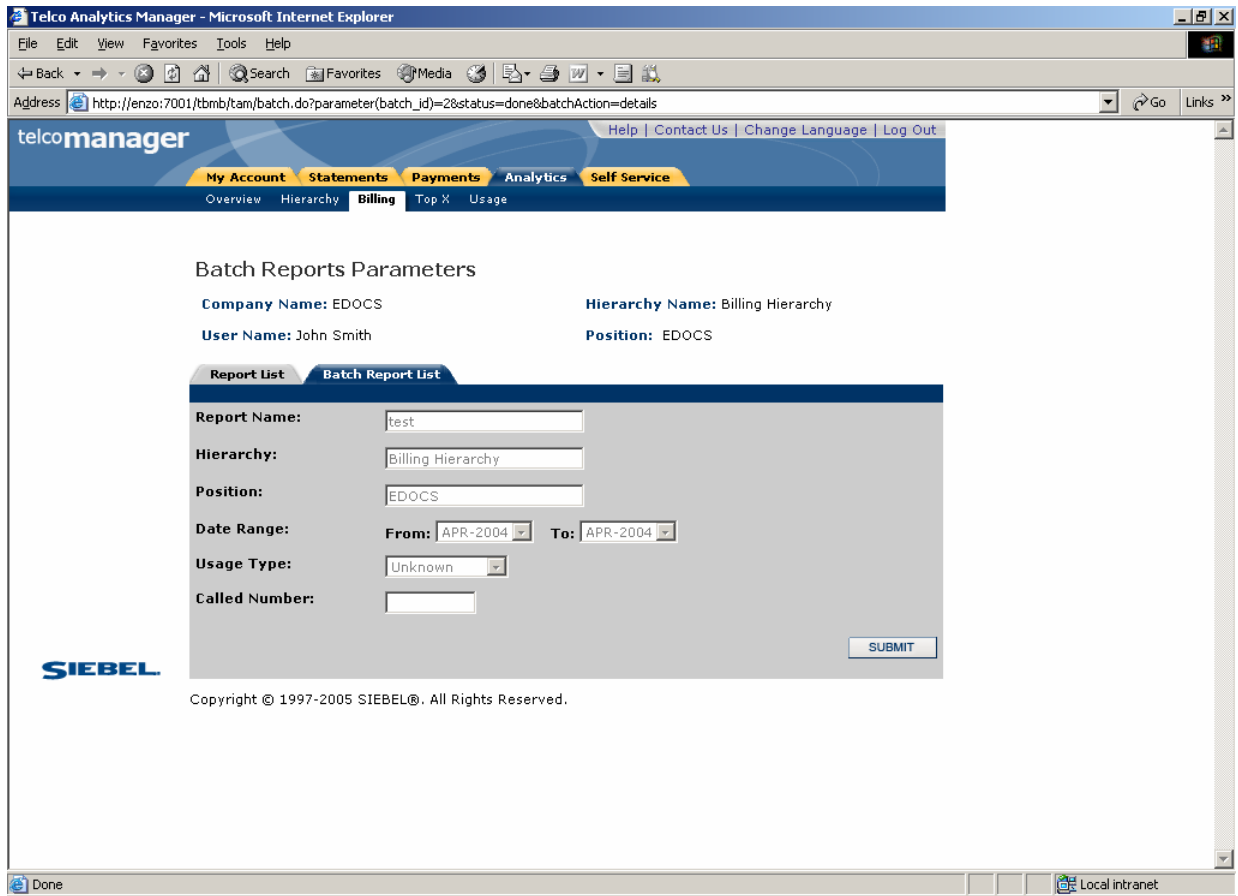 Telco Analytics Manager - Microsoft Internet Explorer
File Edit View Favorites Tools Help
Back Search Favorites Media
Address http://enzo:7001/tbmb/tam/batch.do?parameter(batch_id)=2&status=done&batchAction=details Go Links »
telcomanager Help | Contact Us | Change Language | Log Out
My Account Statements Payments Analytics Self Service
Overview Hierarchy Billing Top X Usage
Batch Reports Parameters
Company Name: EDOCS Hierarchy Name: Billing Hierarchy
User Name: John Smith Position: EDOCS
Report List Batch Report List
Report Name: test
Hierarchy: Billing Hierarchy
Position: EDOCS
Date Range: From: APR-2004 To: APR-2004
Usage Type: Unknown
Called Number:
SUBMIT
SIEBEL.
Copyright © 1997-2005 SIEBEL®. All Rights Reserved.
Done Local intranet